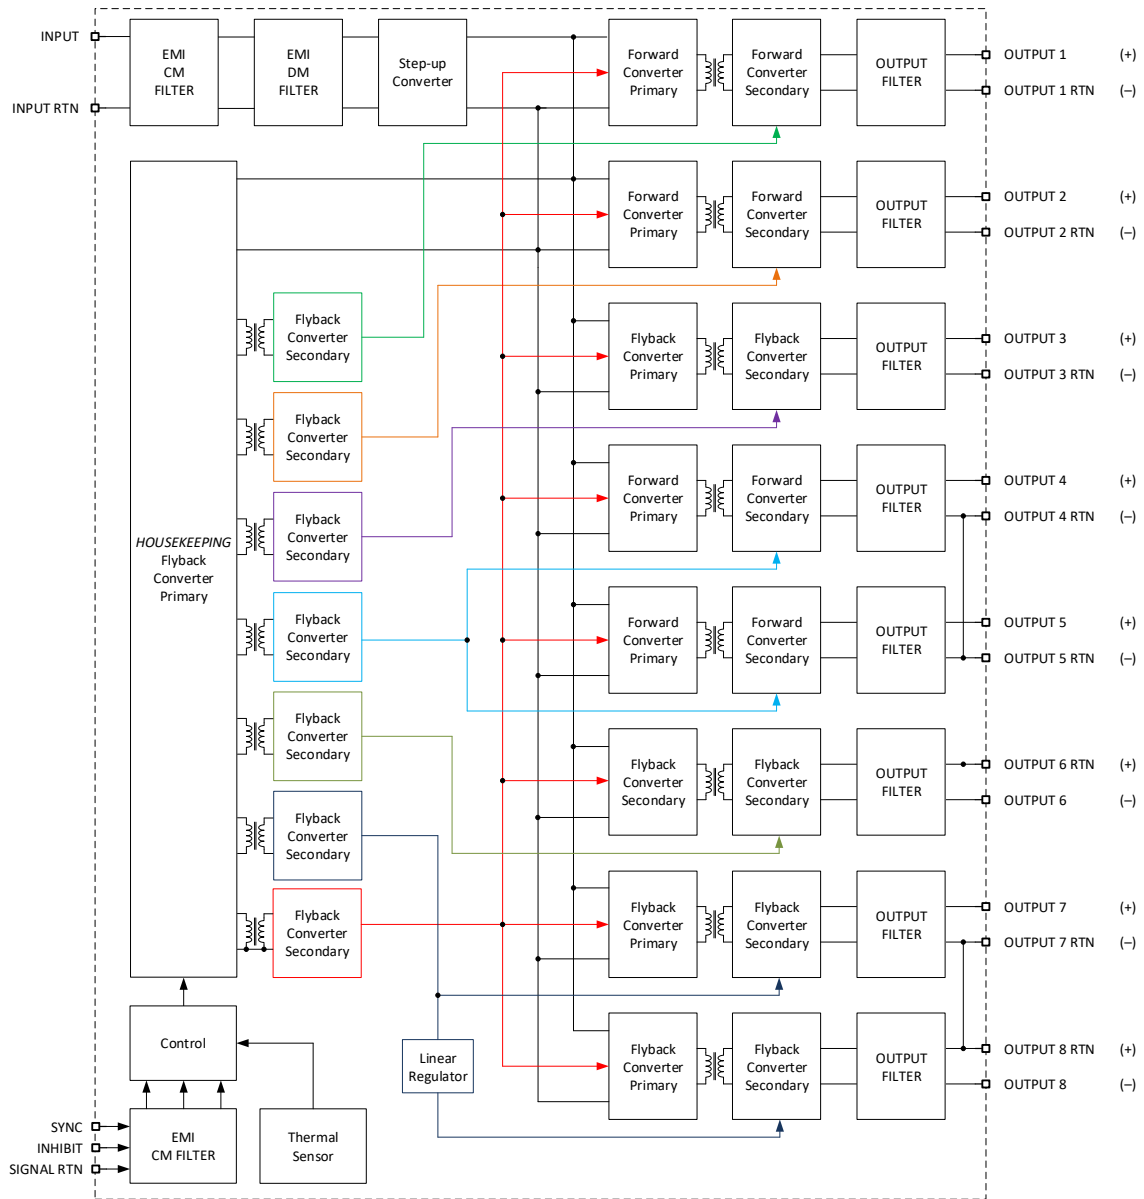 INPUT
INPUT RTN
EMI
CM
FILTER
EMI
DM
FILTER
Step-up
Converter
Forward
Converter
Primary
Forward
Converter
Secondary
OUTPUT
FILTER
OUTPUT 1 (+)
OUTPUT 1 RTN (–)
Forward
Converter
Primary
Forward
Converter
Secondary
OUTPUT
FILTER
OUTPUT 2 (+)
OUTPUT 2 RTN (–)
Flyback
Converter
Primary
Flyback
Converter
Secondary
OUTPUT
FILTER
OUTPUT 3 (+)
OUTPUT 3 RTN (–)
Forward
Converter
Primary
Forward
Converter
Secondary
OUTPUT
FILTER
OUTPUT 4 (+)
OUTPUT 4 RTN (–)
Forward
Converter
Primary
Forward
Converter
Secondary
OUTPUT
FILTER
OUTPUT 5 (+)
OUTPUT 5 RTN (–)
Flyback
Converter
Secondary
Flyback
Converter
Secondary
OUTPUT
FILTER
OUTPUT 6 RTN (+)
OUTPUT 6 (–)
Flyback
Converter
Primary
Flyback
Converter
Secondary
OUTPUT
FILTER
OUTPUT 7 (+)
OUTPUT 7 RTN (–)
Flyback
Converter
Primary
Flyback
Converter
Secondary
OUTPUT
FILTER
OUTPUT 8 RTN (+)
OUTPUT 8 (–)
HOUSEKEEPING
Flyback
Converter
Primary
Flyback
Converter
Secondary
Flyback
Converter
Secondary
Flyback
Converter
Secondary
Flyback
Converter
Secondary
Flyback
Converter
Secondary
Flyback
Converter
Secondary
Flyback
Converter
Secondary
Linear
Regulator
Control
SYNC
INHIBIT
SIGNAL RTN
EMI
CM FILTER
Thermal
Sensor